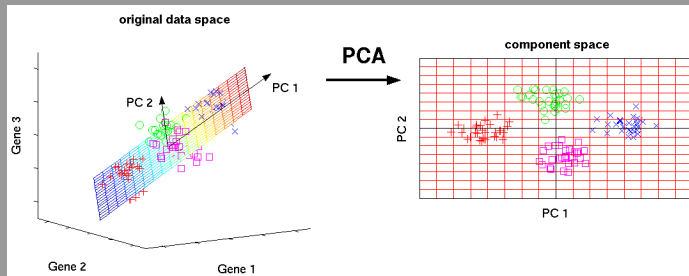 original data space
Gene 3
PC 2
PC 1
Gene 2
Gene 1
PCA
component space
PC 2
PC 1